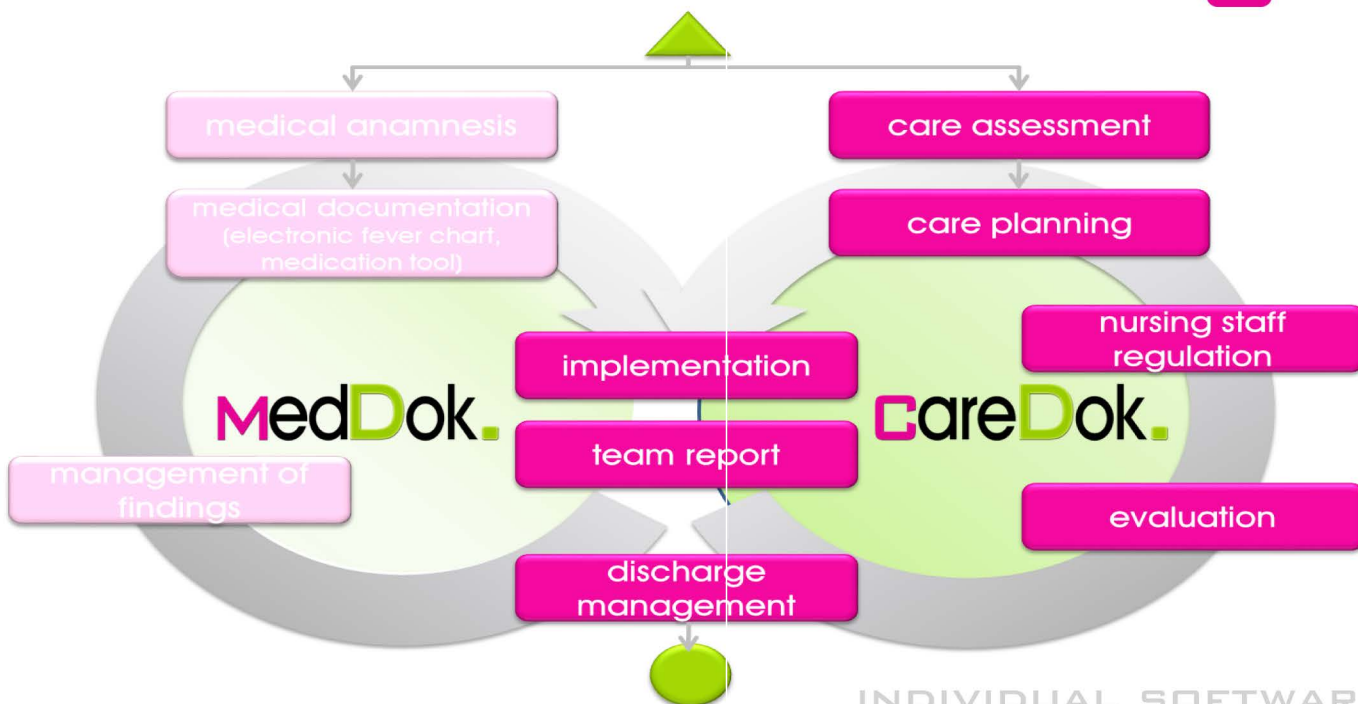 medical anamnesis
care assessment
medical documentation
(electronic fever chart,
medication tool)
care planning
nursing staff
regulation
implementation
MedDok.
CareDok.
team report
management of
findings
evaluation
discharge
management
INDIVIDUAL SOFTWAR